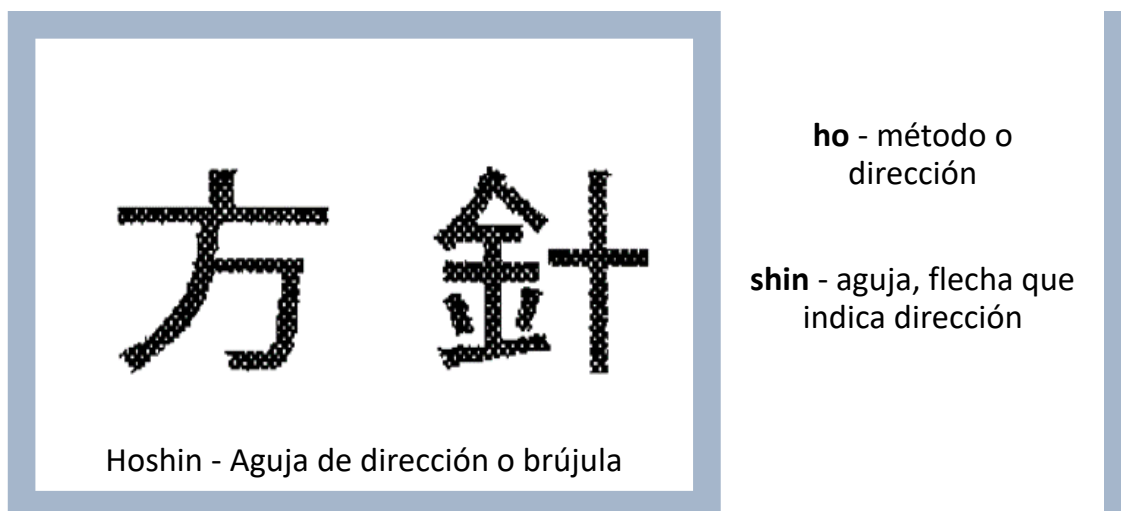 方針
Hoshin - Aguja de dirección o brújula
ho - método o
dirección
shin - aguja, flecha que
indica dirección